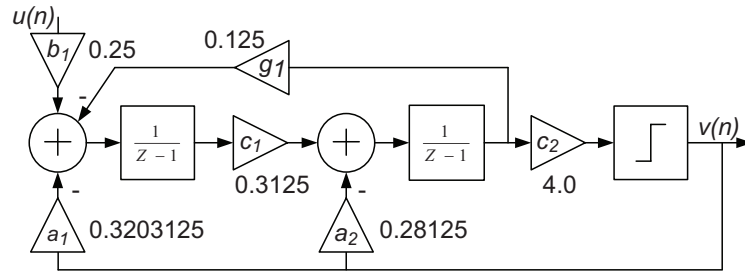 u(n)
b1
0.25
0.125
g1
-
+
1
Z - 1
c1
0.3125
+
1
Z - 1
c2
4.0
v(n)
-
a1
0.3203125
-
a2
0.28125